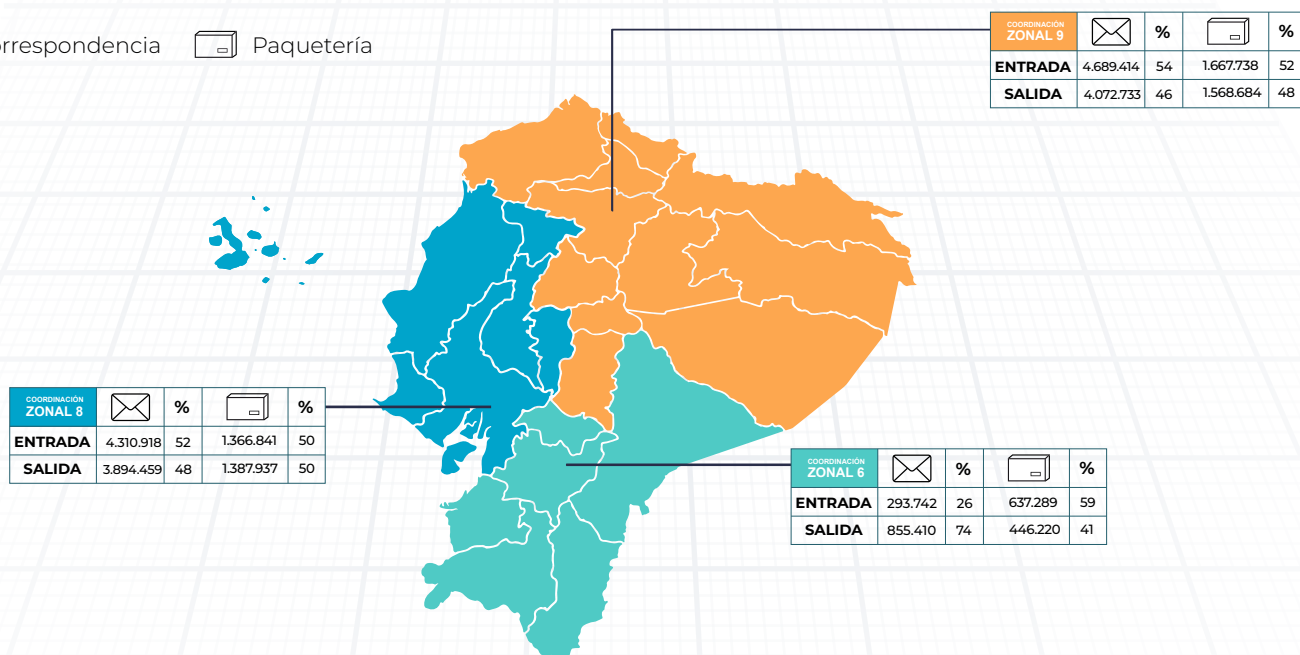 rrespondencia Paquetería
COORDINACIÓN
ZONAL 9 % %
ENTRADA 4.689.414 54 1.667.738 52
SALIDA 4.072.733 46 1.568.684 48
COORDINACIÓN
ZONAL 8 % %
ENTRADA 4.310.918 52 1.366.841 50
SALIDA 3.894.459 48 1.387.937 50
COORDINACIÓN
ZONAL 6 % %
ENTRADA 293.742 26 637.289 59
SALIDA 855.410 74 446.220 41